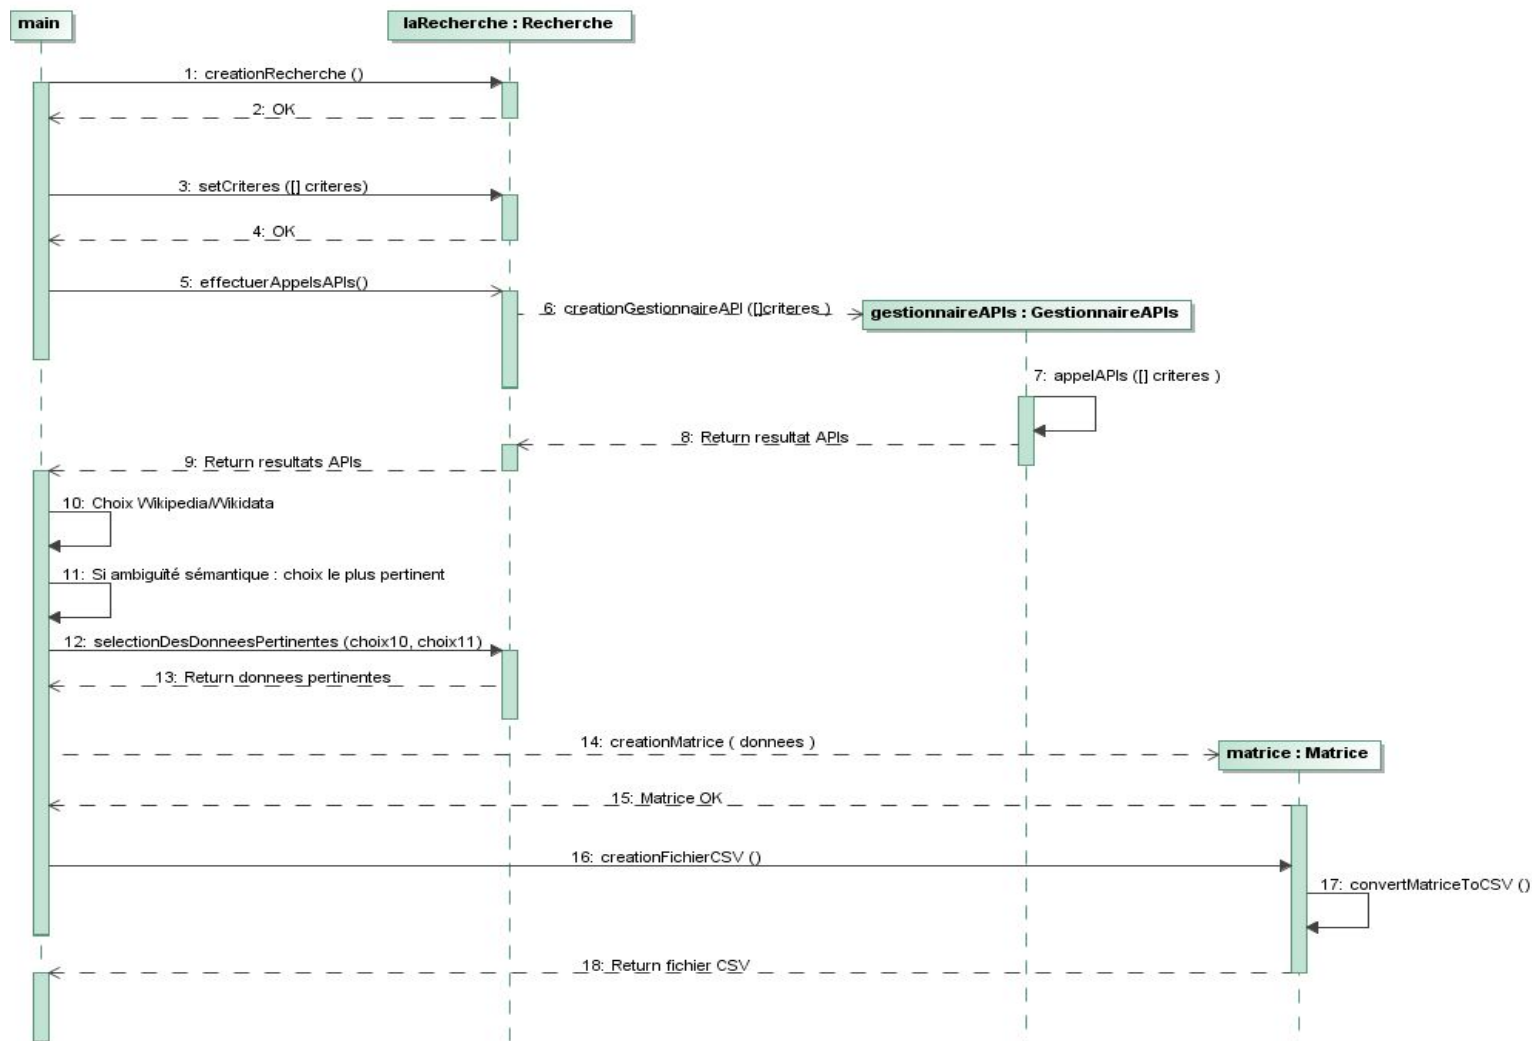 main
laRecherche : Recherche
1: creationRecherche ()
2: OK
3: setCriteres ([] criteres)
4: OK
5: effectuerAppelsAPIs()
6: creationGestionnaireAPI ([]criteres )
gestionnaireAPIs : GestionnaireAPIs
7: appelAPIs ([] criteres )
8: Return resultat APIs
9: Return resultats APIs
10: Choix Wikipedia/Wikidata
11: Si ambiguïté sémantique : choix le plus pertinent
12: selectionDesDonneesPertinentes (choix10, choix11)
13: Return donnees pertinentes
14: creationMatrice ( donnees )
matrice : Matrice
15: Matrice OK
16: creationFichierCSV ()
17: convertMatriceToCSV ()
18: Return fichier CSV